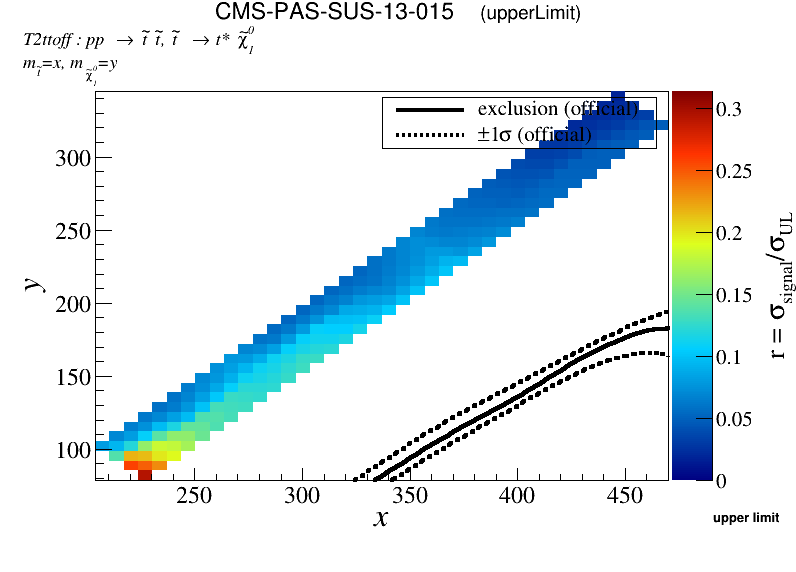 CMS-PAS-SUS-13-015 (upperLimit)
T2ttoff : pp → t̃ t̃, t̃ → t* χ̃⁰₁
m_t̃=x, m_χ̃⁰₁=y
exclusion (official)
±1σ (official)
300
250
200
150
100
y
250 300 350 400 450
x
0.3
0.25
0.2
0.15
0.1
0.05
0
r = σ_signal/σ_UL
upper limit